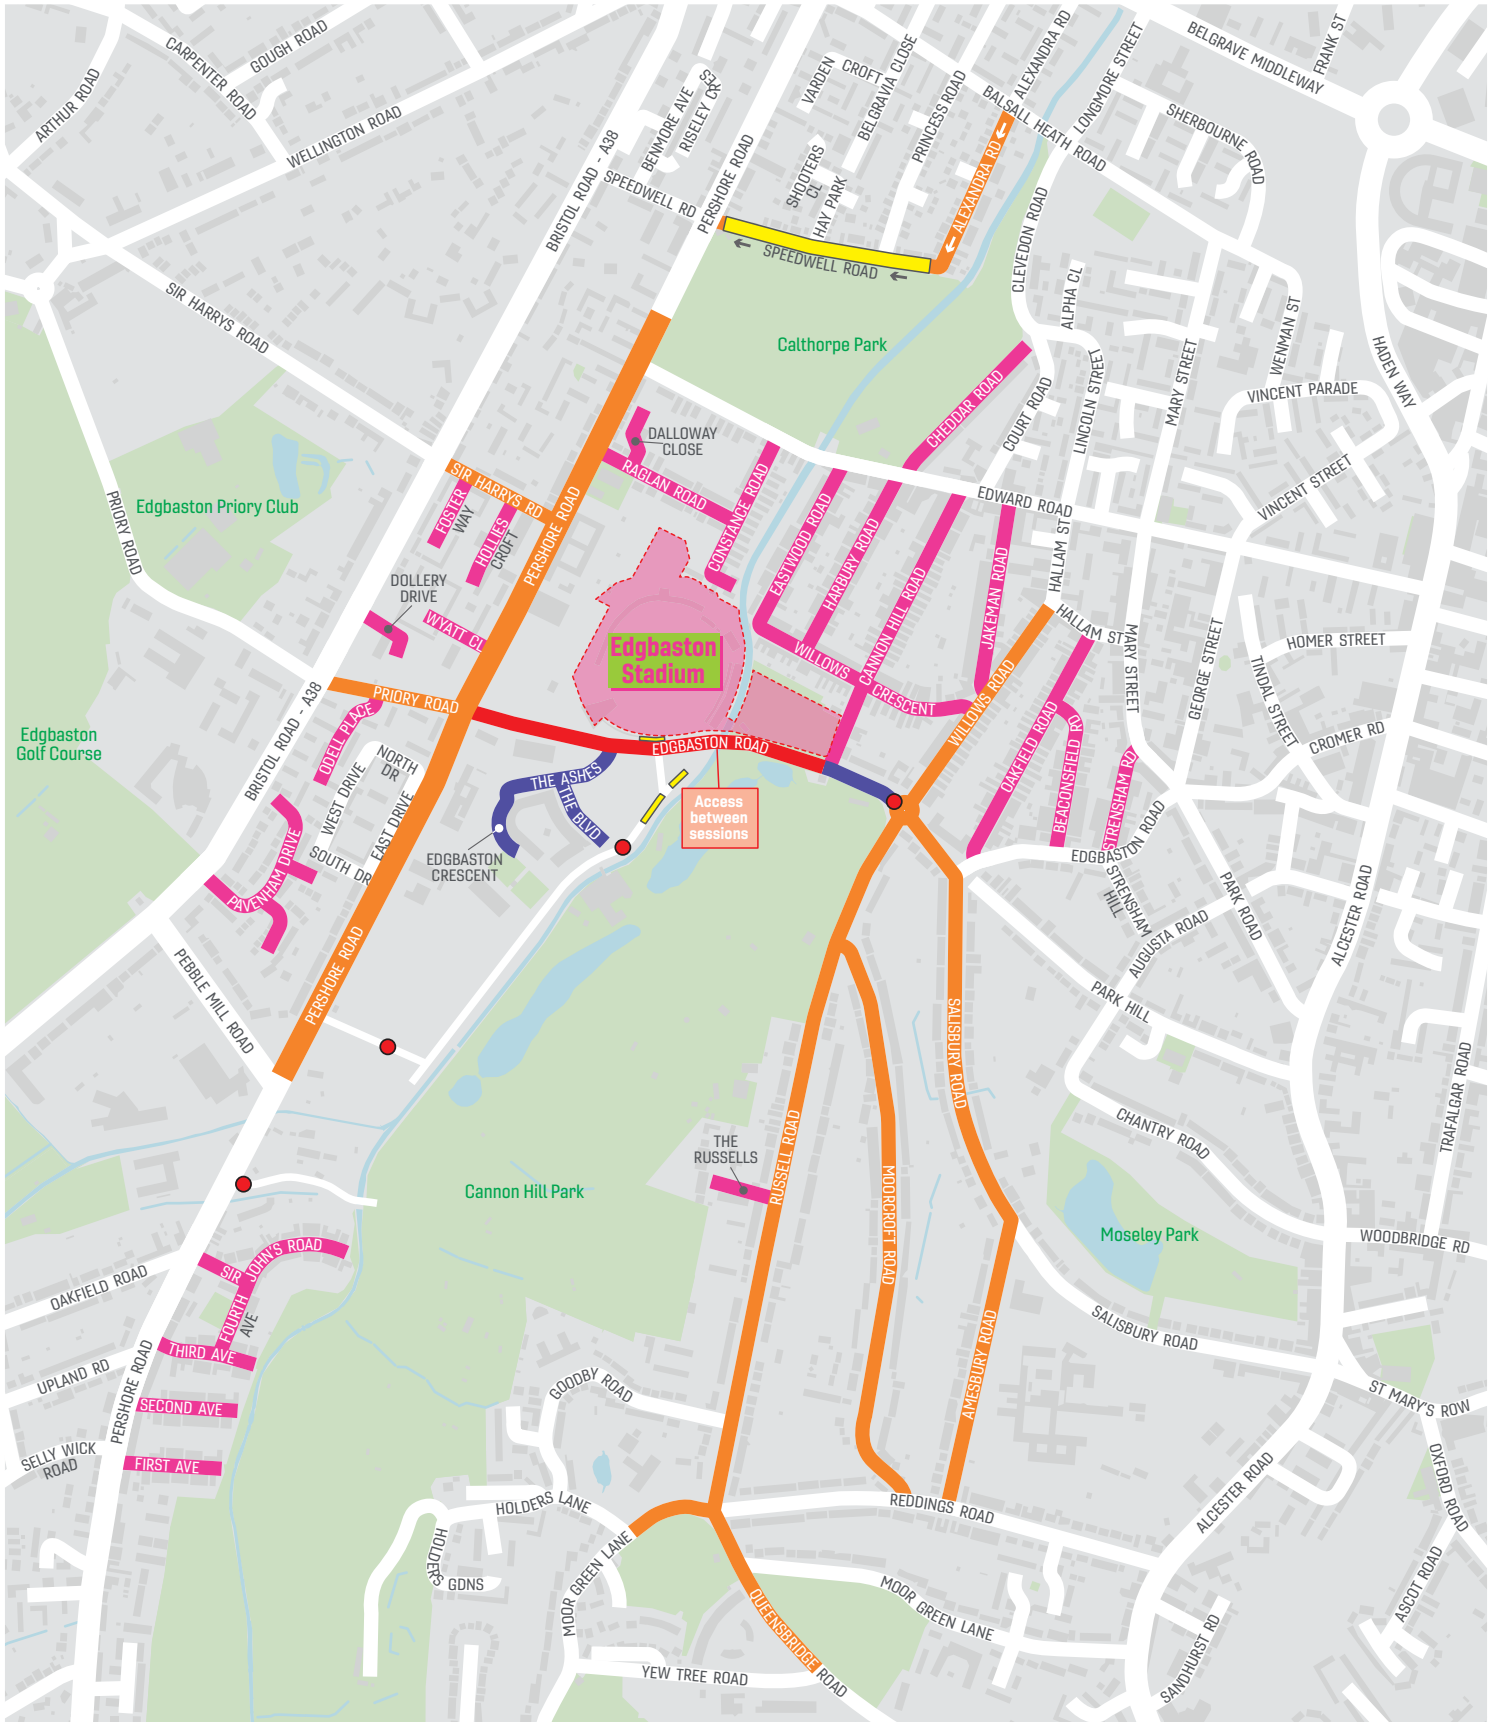 BELGRAVE MIDDLEWAY
FRANK ST
ALEXANDRA RD
LONGMORE STREET
GOUGH ROAD
CARPENTER ROAD
ARTHUR ROAD
WELLINGTON ROAD
BRISTOL ROAD - A38
BENMORE AVE
RISELEY CRES
SPEEDWELL RD
PERSHORE ROAD
VARDEN
CROFT
BELGRAVIA CLOSE
PRINCESS ROAD
BALSALL HEATH ROAD
SHERBOURNE ROAD
SHOOTERS
CL
HAY PARK
ALEXANDRA RD
SPEEDWELL ROAD
CLEVEDON ROAD
ALPHA CL
SIR HARRYS ROAD
Calthorpe Park
WENMAN ST
HADEN WAY
MARY STREET
LINCOLN STREET
VINCENT PARADE
COURT ROAD
CHEDDAR ROAD
DALLOWAY
CLOSE
RAGLAN ROAD
CONSTANCE ROAD
VINCENT STREET
EDWARD ROAD
Edgbaston Priory Club
PRIORY ROAD
SIR HARRYS RD
FOSTER
WAY
HOLLIES
CROFT
PERSHORE ROAD
EASTWOOD ROAD
HARBURY ROAD
CANNON HILL ROAD
JAKEMAN ROAD
HALLAM ST
DOLLERY
DRIVE
WYATT CL
HALLAM ST
MARY STREET
GEORGE STREET
HOMER STREET
TINDAL STREET
Edgbaston
Stadium
WILLOWS
CRESCENT
WILLOWS ROAD
PRIORY ROAD
ODELL PLACE
BRISTOL ROAD - A38
Edgbaston
Golf Course
EDGBASTON ROAD
OAKFIELD ROAD
BEACONSFIELD RD
STRENSHAM RD
CROMER RD
NORTH
DR
WEST DRIVE
EAST DRIVE
SOUTH DR
THE ASHES
THE BLVD
EDGBASTON
CRESCENT
Access
between
sessions
PAVENHAM DRIVE
EDGBASTON ROAD
STRENSHAM
HILL
AUGUSTA ROAD
PARK ROAD
ALCESTER ROAD
PEBBLE MILL ROAD
PERSHORE ROAD
PARK HILL
SALISBURY ROAD
TRAFALGAR ROAD
CHANTRY ROAD
THE
RUSSELLS
RUSSELL ROAD
MOORCROFT ROAD
Cannon Hill Park
Moseley Park
WOODBRIDGE RD
SIR
JOHN'S ROAD
OAKFIELD ROAD
FOURTH
AVE
THIRD AVE
SALISBURY ROAD
AMESBURY ROAD
UPLAND RD
PERSHORE ROAD
SECOND AVE
GOODBY ROAD
ST MARY'S ROW
SELLY WICK
ROAD
FIRST AVE
HOLDERS LANE
REDDINGS ROAD
ALCESTER ROAD
OXFORD ROAD
HOLDERS
GDNS
MOOR GREEN LANE
QUEENSBRIDGE ROAD
MOOR GREEN LANE
ASCOT ROAD
SANDHURST RD
YEW TREE ROAD